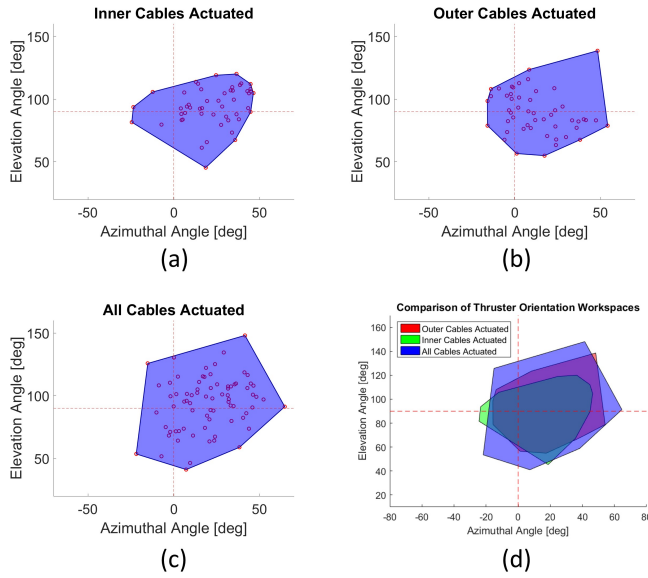 Inner Cables Actuated
Elevation Angle [deg]
150
100
50
-50 0 50
Azimuthal Angle [deg]
(a)
Outer Cables Actuated
Elevation Angle [deg]
150
100
50
-50 0 50
Azimuthal Angle [deg]
(b)
All Cables Actuated
Elevation Angle [deg]
150
100
50
-50 0 50
Azimuthal Angle [deg]
(c)
Comparison of Thruster Orientation Workspaces
Outer Cables Actuated
Inner Cables Actuated
All Cables Actuated
Elevation Angle [deg]
160
140
120
100
80
60
40
20
-80 -60 -40 -20 0 20 40 60 80
Azimuthal Angle [deg]
(d)